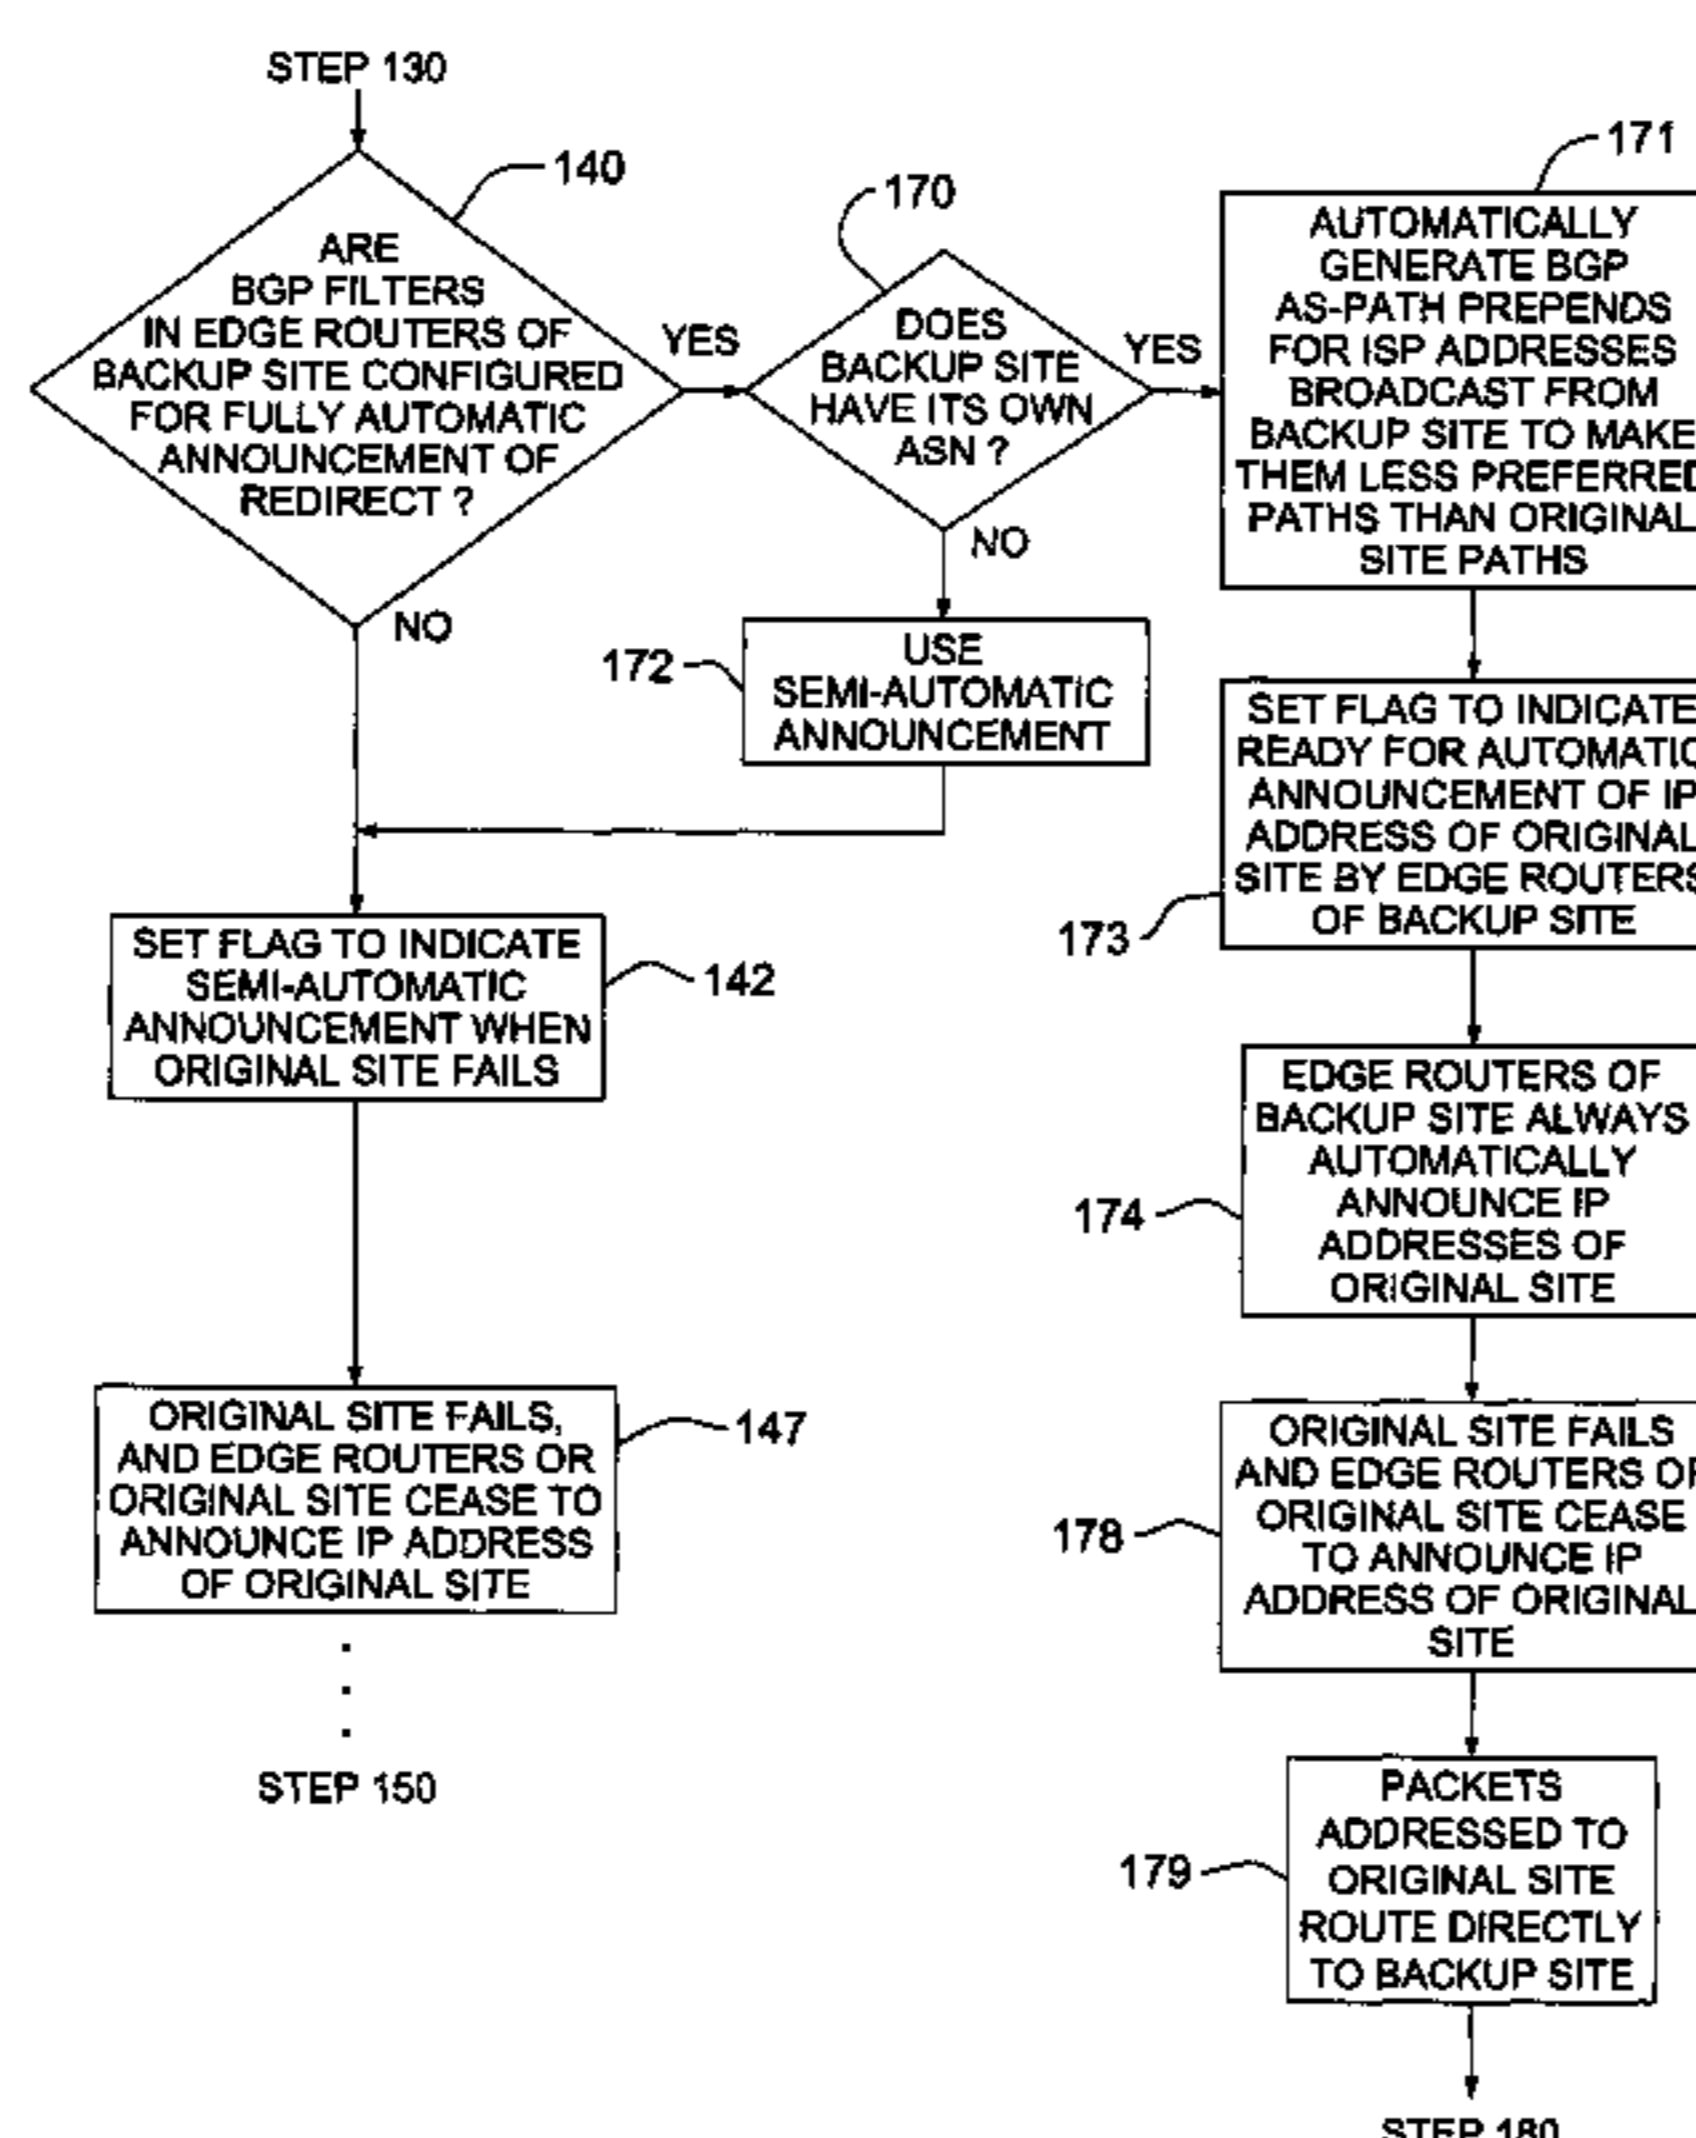 STEP 130
140
ARE
BGP FILTERS
IN EDGE ROUTERS OF
BACKUP SITE CONFIGURED
FOR FULLY AUTOMATIC
ANNOUNCEMENT OF
REDIRECT ?
YES
NO
170
DOES
BACKUP SITE
HAVE ITS OWN
ASN ?
YES
NO
171
AUTOMATICALLY
GENERATE BGP
AS-PATH PREPENDS
FOR ISP ADDRESSES
BROADCAST FROM
BACKUP SITE TO MAKE
THEM LESS PREFERRED
PATHS THAN ORIGINAL
SITE PATHS
172
USE
SEMI-AUTOMATIC
ANNOUNCEMENT
SET FLAG TO INDICATE
READY FOR AUTOMATIC
ANNOUNCEMENT OF IP
ADDRESS OF ORIGINAL
SITE BY EDGE ROUTERS
OF BACKUP SITE
173
SET FLAG TO INDICATE
SEMI-AUTOMATIC
ANNOUNCEMENT WHEN
ORIGINAL SITE FAILS
142
EDGE ROUTERS OF
BACKUP SITE ALWAYS
AUTOMATICALLY
ANNOUNCE IP
ADDRESSES OF
ORIGINAL SITE
174
ORIGINAL SITE FAILS,
AND EDGE ROUTERS OR
ORIGINAL SITE CEASE TO
ANNOUNCE IP ADDRESS
OF ORIGINAL SITE
147
ORIGINAL SITE FAILS
AND EDGE ROUTERS OF
ORIGINAL SITE CEASE
TO ANNOUNCE IP
ADDRESS OF ORIGINAL
SITE
178
STEP 150
PACKETS
ADDRESSED TO
ORIGINAL SITE
ROUTE DIRECTLY
TO BACKUP SITE
179
STEP 180